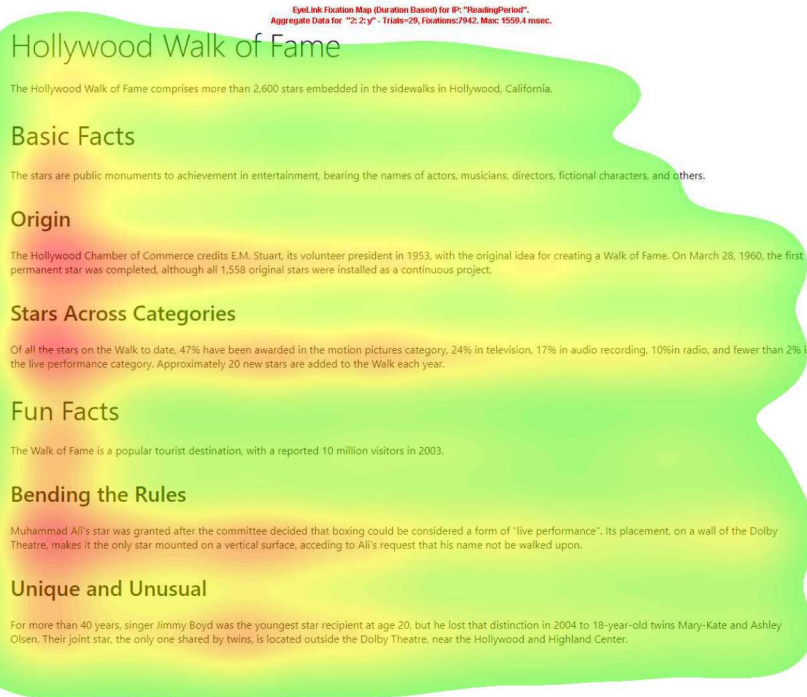 EyeLink Fixation Map (Duration Based) for IP: "ReadingPeriod".
Aggregate Data for "2: 2:y" - Trials=29, Fixations:7942. Max: 1559.4 msec.
Hollywood Walk of Fame
The Hollywood Walk of Fame comprises more than 2,600 stars embedded in the sidewalks in Hollywood, California.
Basic Facts
The stars are public monuments to achievement in entertainment, bearing the names of actors, musicians, directors, fictional characters, and others.
Origin
The Hollywood Chamber of Commerce credits E.M. Stuart, its volunteer president in 1953, with the original idea for creating a Walk of Fame. On March 28, 1960, the first
permanent star was completed, although all 1,558 original stars were installed as a continuous project.
Stars Across Categories
Of all the stars on the Walk to date, 47% have been awarded in the motion pictures category, 24% in television, 17% in audio recording, 10%in radio, and fewer than 2% i
the live performance category. Approximately 20 new stars are added to the Walk each year.
Fun Facts
The Walk of Fame is a popular tourist destination, with a reported 10 million visitors in 2003.
Bending the Rules
Muhammad Ali's star was granted after the committee decided that boxing could be considered a form of "live performance". Its placement, on a wall of the Dolby
Theatre, makes it the only star mounted on a vertical surface, acceding to Ali's request that his name not be walked upon.
Unique and Unusual
For more than 40 years, singer Jimmy Boyd was the youngest star recipient at age 20, but he lost that distinction in 2004 to 18-year-old twins Mary-Kate and Ashley
Olsen. Their joint star, the only one shared by twins, is located outside the Dolby Theatre, near the Hollywood and Highland Center.